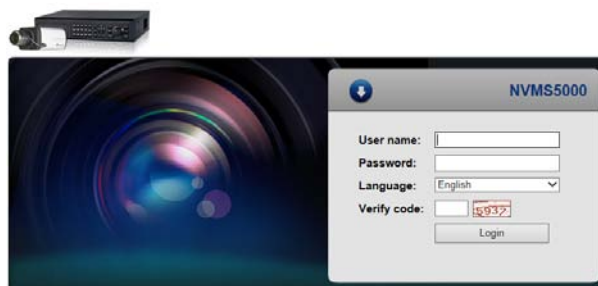 NVMS5000
User name:
Password:
Language: English
Verify code: 5937
Login